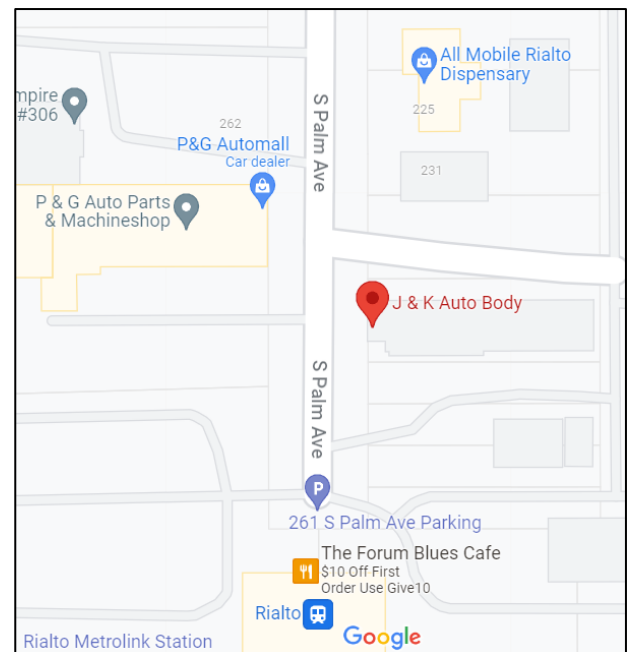 All Mobile Rialto
Dispensary
mpire
#306
S Palm Ave
225
262
P&G Automall
Car dealer
231
P & G Auto Parts
& Machineshop
J & K Auto Body
S Palm Ave
P
261 S Palm Ave Parking
The Forum Blues Cafe
$10 Off First
Order Use Give10
Rialto
Google
Rialto Metrolink Station